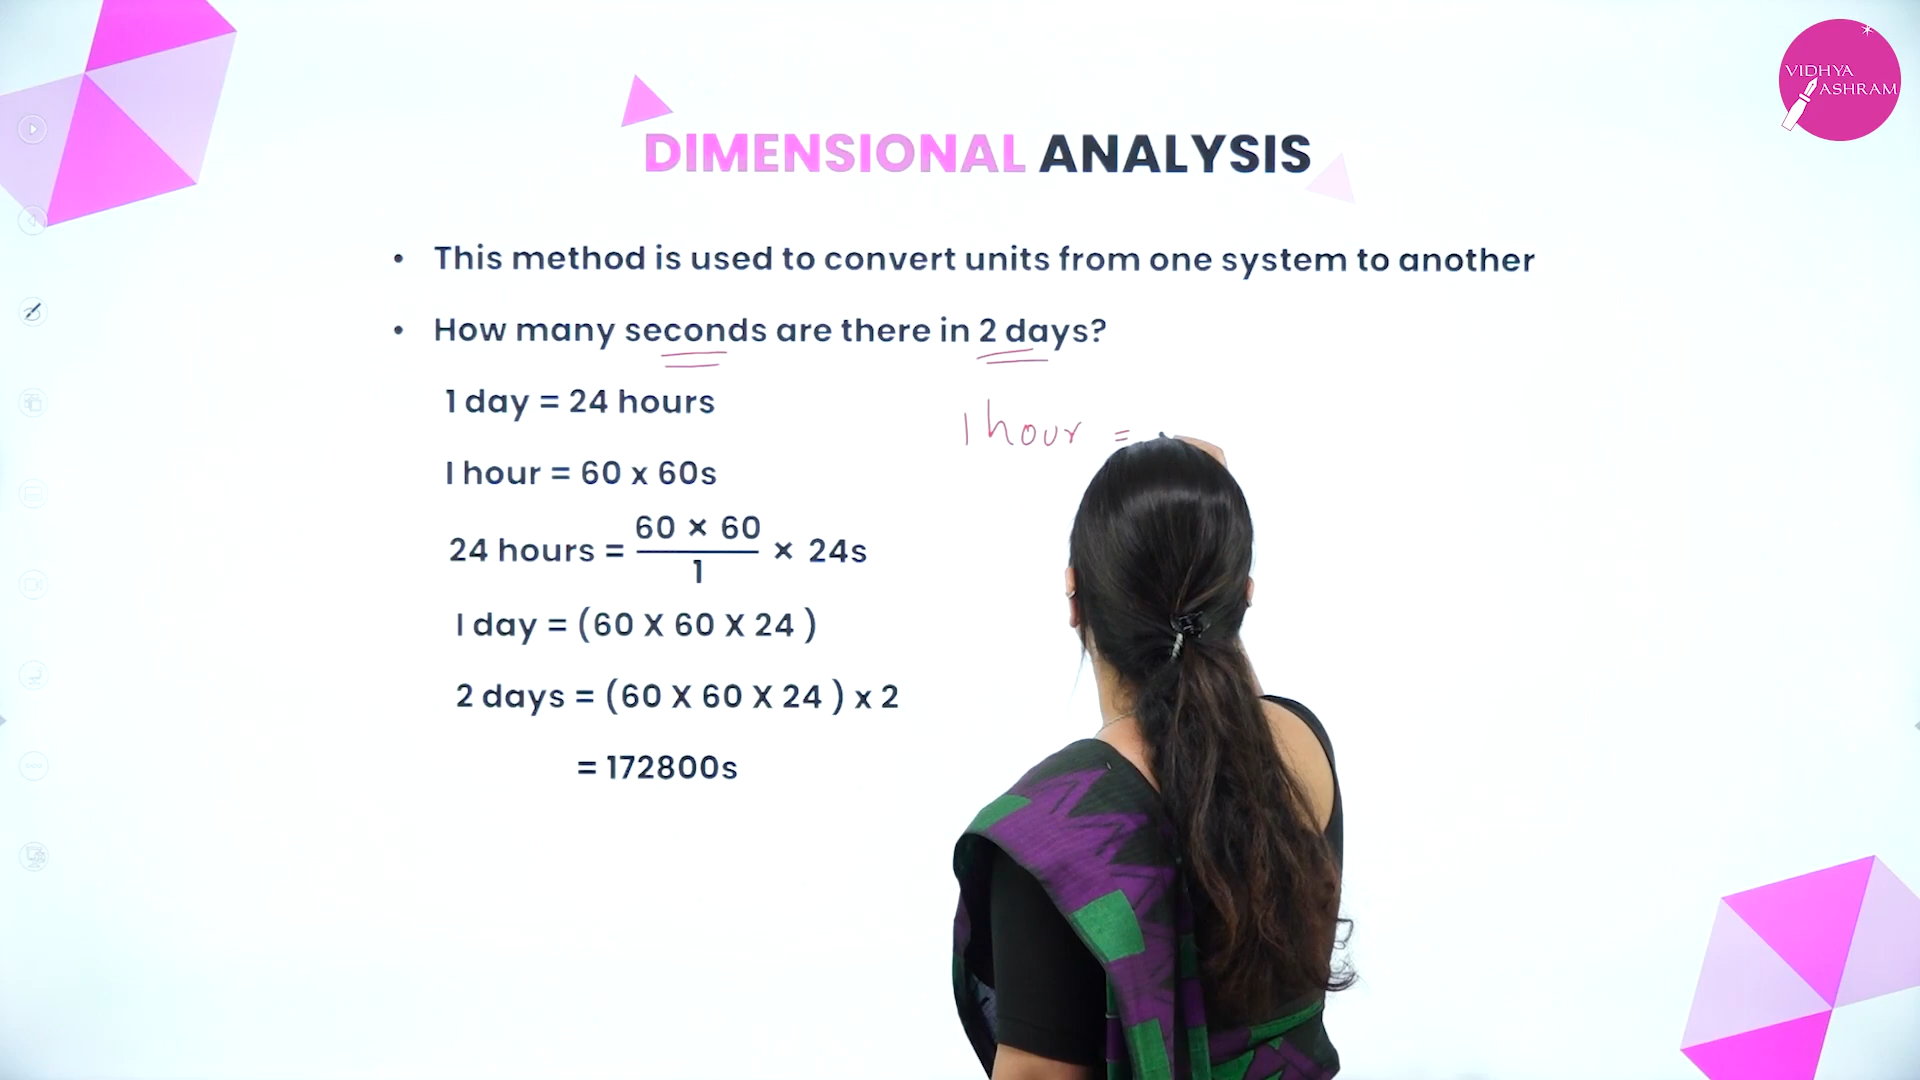 VIDHYA
ASHRAM
DIMENSIONAL ANALYSIS
• This method is used to convert units from one system to another
• How many seconds are there in 2 days?
1 day = 24 hours
1 hour =
1 hour = 60 x 60s
24 hours = 60 × 60 / 1 × 24s
1 day = (60 X 60 X 24 )
2 days = (60 X 60 X 24 ) x 2
= 172800s